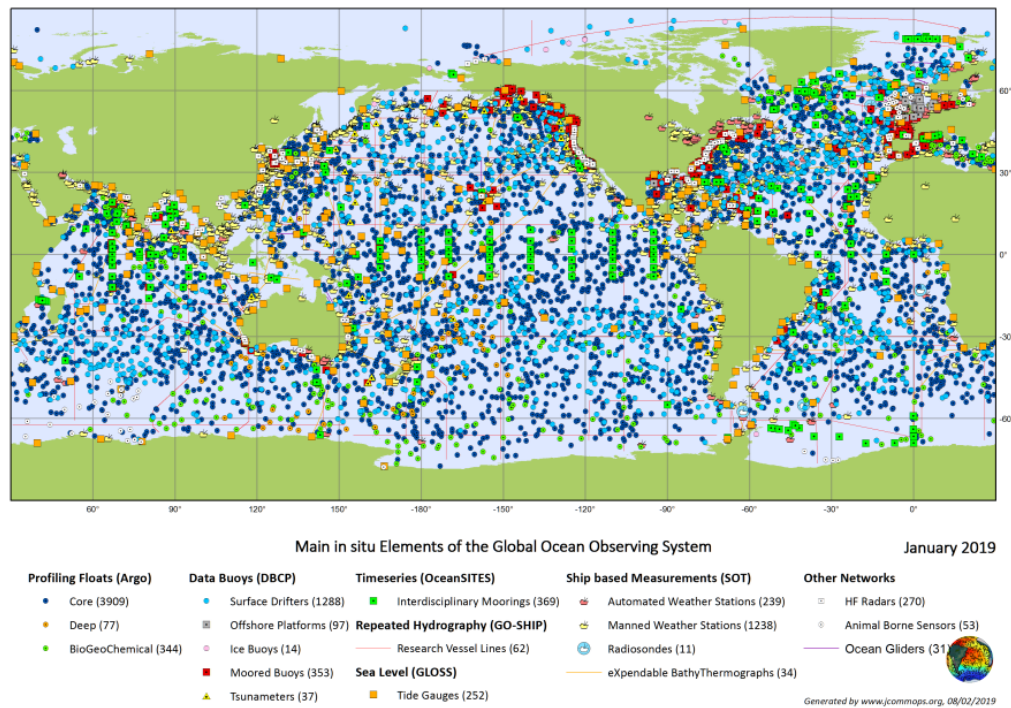 60°
30°
0°
-30°
-60
60° 90° 120° 150° 180° -150° -120° -90° -60° -30° 0°
Main in situ Elements of the Global Ocean Observing System
January 2019
Profiling Floats (Argo)
Core (3909)
Deep (77)
BioGeoChemical (344)
Data Buoys (DBCP)
Surface Drifters (1288)
Offshore Platforms (97)
Ice Buoys (14)
Moored Buoys (353)
Tsunameters (37)
Timeseries (OceanSITES)
Interdisciplinary Moorings (369)
Repeated Hydrography (GO-SHIP)
Research Vessel Lines (62)
Sea Level (GLOSS)
Tide Gauges (252)
Ship based Measurements (SOT)
Automated Weather Stations (239)
Manned Weather Stations (1238)
Radiosondes (11)
eXpendable BathyThermographs (34)
Other Networks
HF Radars (270)
Animal Borne Sensors (53)
Ocean Gliders (31)
Generated by www.jcommops.org, 08/02/2019